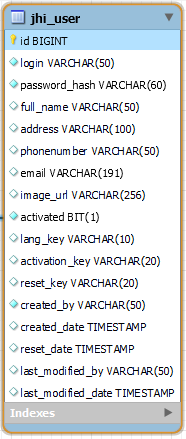 jhi_user
id BIGINT
login VARCHAR(50)
password_hash VARCHAR(60)
full_name VARCHAR(50)
address VARCHAR(100)
phonenumber VARCHAR(50)
email VARCHAR(191)
image_url VARCHAR(256)
activated BIT(1)
lang_key VARCHAR(10)
activation_key VARCHAR(20)
reset_key VARCHAR(20)
created_by VARCHAR(50)
created_date TIMESTAMP
reset_date TIMESTAMP
last_modified_by VARCHAR(50)
last_modified_date TIMESTAMP
Indexes